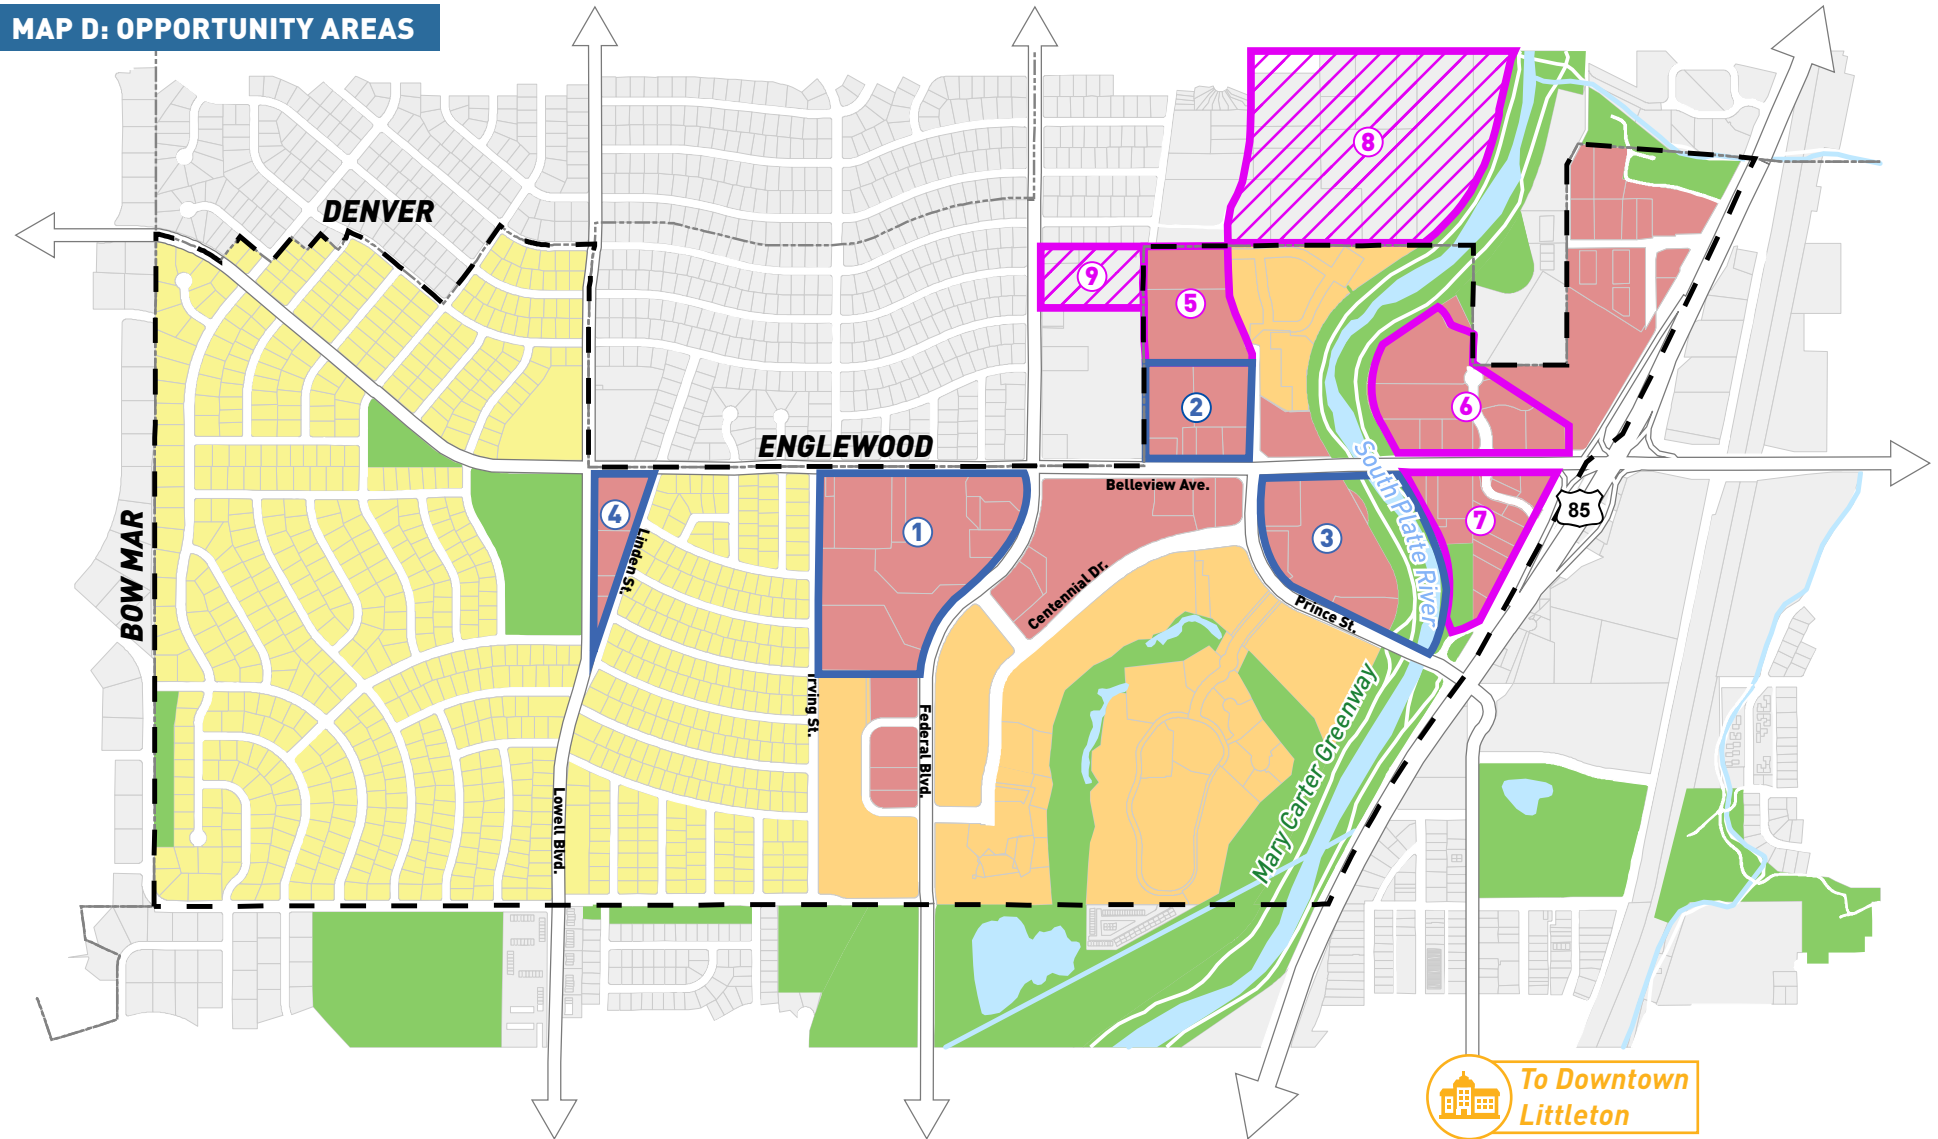 MAP D: OPPORTUNITY AREAS
8
DENVER
9
5
2
6
ENGLEWOOD
South Platte River
Belleview Ave.
4
1
3
7
85
BOW MAR
Linden St.
Centennial Dr.
Prince St.
Irving St.
Federal Blvd.
Mary Carter Greenway
Lowell Blvd.
To Downtown
Littleton